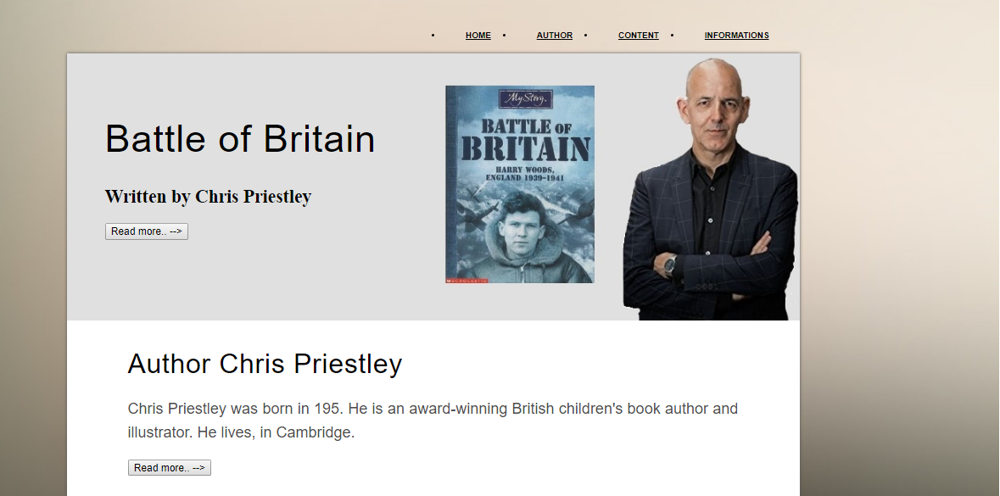 HOME AUTHOR CONTENT INFORMATIONS
Battle of Britain
Written by Chris Priestley
Read more.. -->
My Story.
BATTLE OF
BRITAIN
HARRY WOODS,
ENGLAND 1939-1941
SCHOLASTIC
Author Chris Priestley
Chris Priestley was born in 195. He is an award-winning British children's book author and
illustrator. He lives, in Cambridge.
Read more.. -->